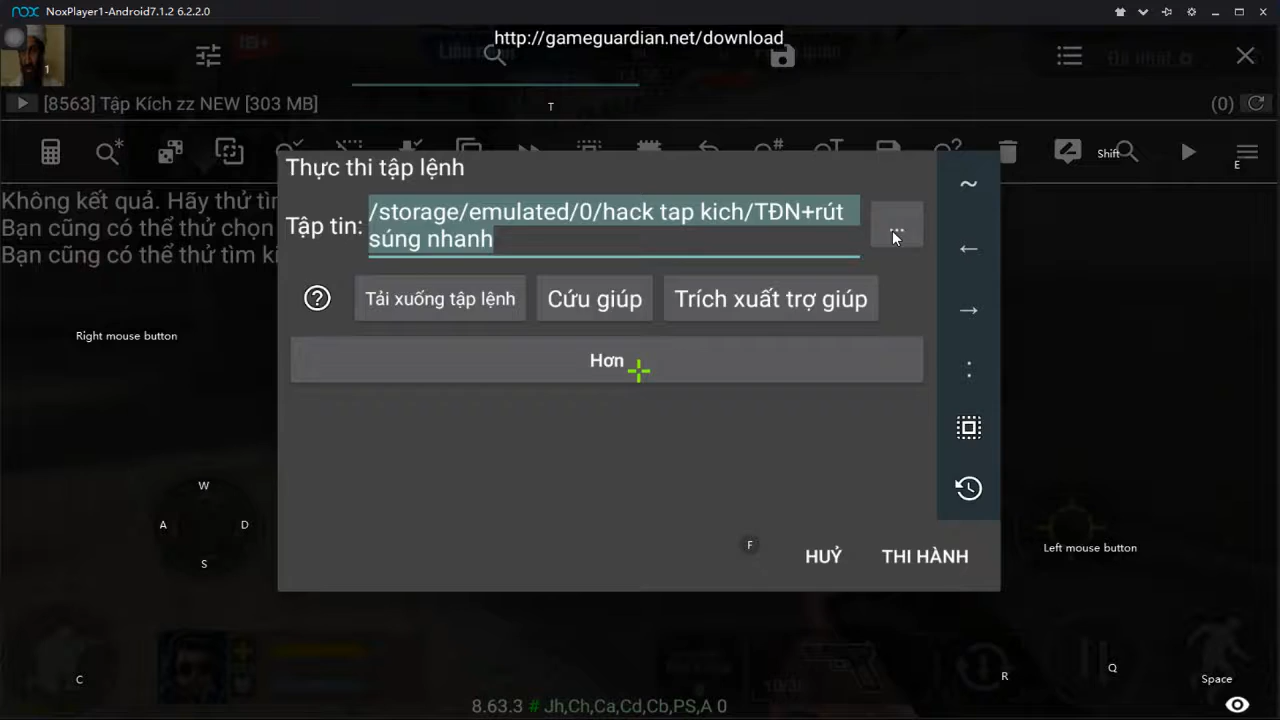 nox NoxPlayer1-Android7.1.2 6.2.2.0
http://gameguardian.net/download
1
[8563] Tập Kích zz NEW [303 MB]
T
(0)
Shift
E
Thực thi tập lệnh
~
Không kết quả. Hãy thử tìm
Bạn cũng có thể thử chọn
Bạn cũng có thể thử tìm ki
Tập tin: /storage/emulated/0/hack tap kich/TĐN+rút
súng nhanh
...
←
→
:
Tải xuống tập lệnh
Cứu giúp
Trích xuất trợ giúp
Right mouse button
Hơn
W
A
D
S
F
HUỶ
THI HÀNH
Left mouse button
C
R
Q
Space
8.63.3 # Jh,Ch,Ca,Cd,Cb,PS,A 0